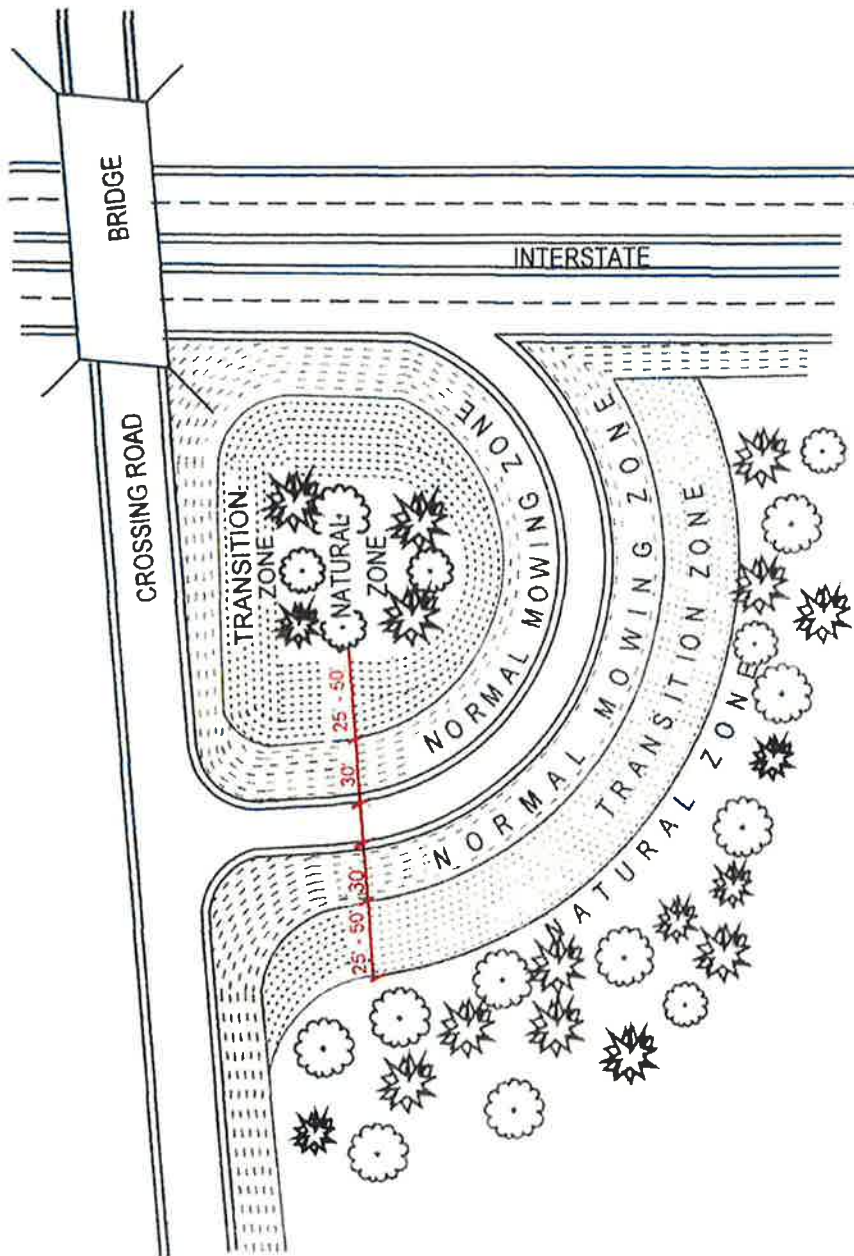 BRIDGE
INTERSTATE
CROSSING ROAD
TRANSITION
ZONE
NATURAL
ZONE
NORMAL MOWING ZONE
NORMAL MOWING ZONE
TRANSITION ZONE
NATURAL ZONE
25' - 50'
30'
30'
25' - 50'